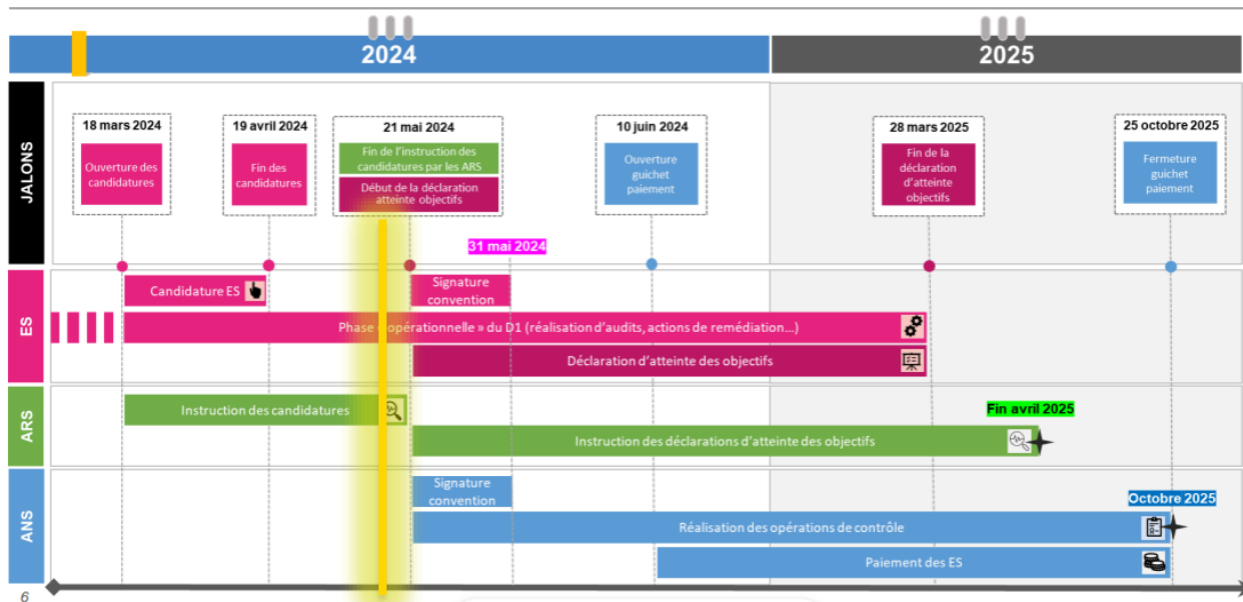 2024
2025
JALONS
18 mars 2024
Ouverture des
candidatures
19 avril 2024
Fin des
candidatures
21 mai 2024
Fin de l'instruction des
candidatures par les ARS
Début de la déclaration
atteinte objectifs
10 juin 2024
Ouverture
guichet
paiement
28 mars 2025
Fin de la
déclaration
d'atteinte
objectifs
25 octobre 2025
Fermeture
guichet
paiement
31 mai 2024
ES
Candidature ES
Signature
convention
Phase opérationnelle » du D1 (réalisation d'audits, actions de remédiation...)
Déclaration d'atteinte des objectifs
ARS
Instruction des candidatures
Fin avril 2025
Instruction des déclarations d'atteinte des objectifs
ANS
Signature
convention
Octobre 2025
Réalisation des opérations de contrôle
Paiement des ES
6